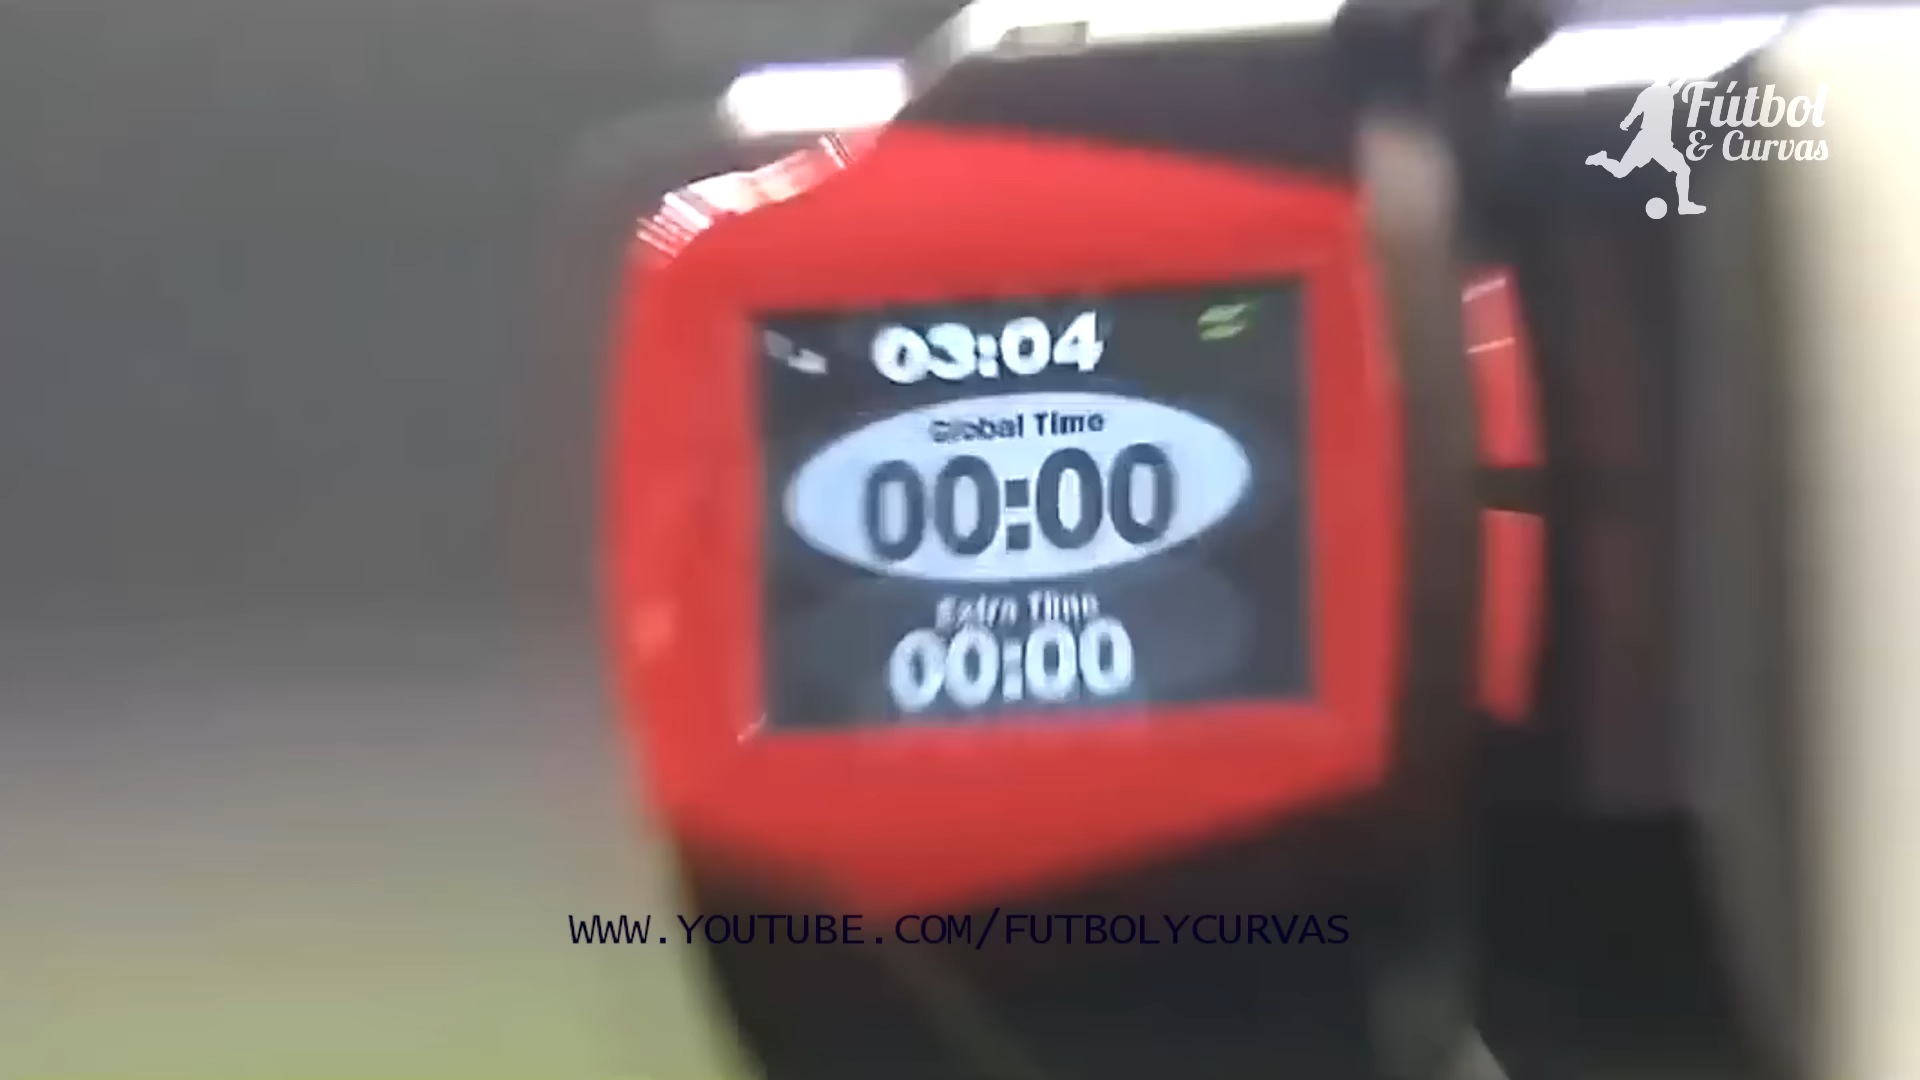 Fútbol
& Curvas
03:04
Global Time
00:00
Extra Time
00:00
WWW.YOUTUBE.COM/FUTBOLYCURVAS